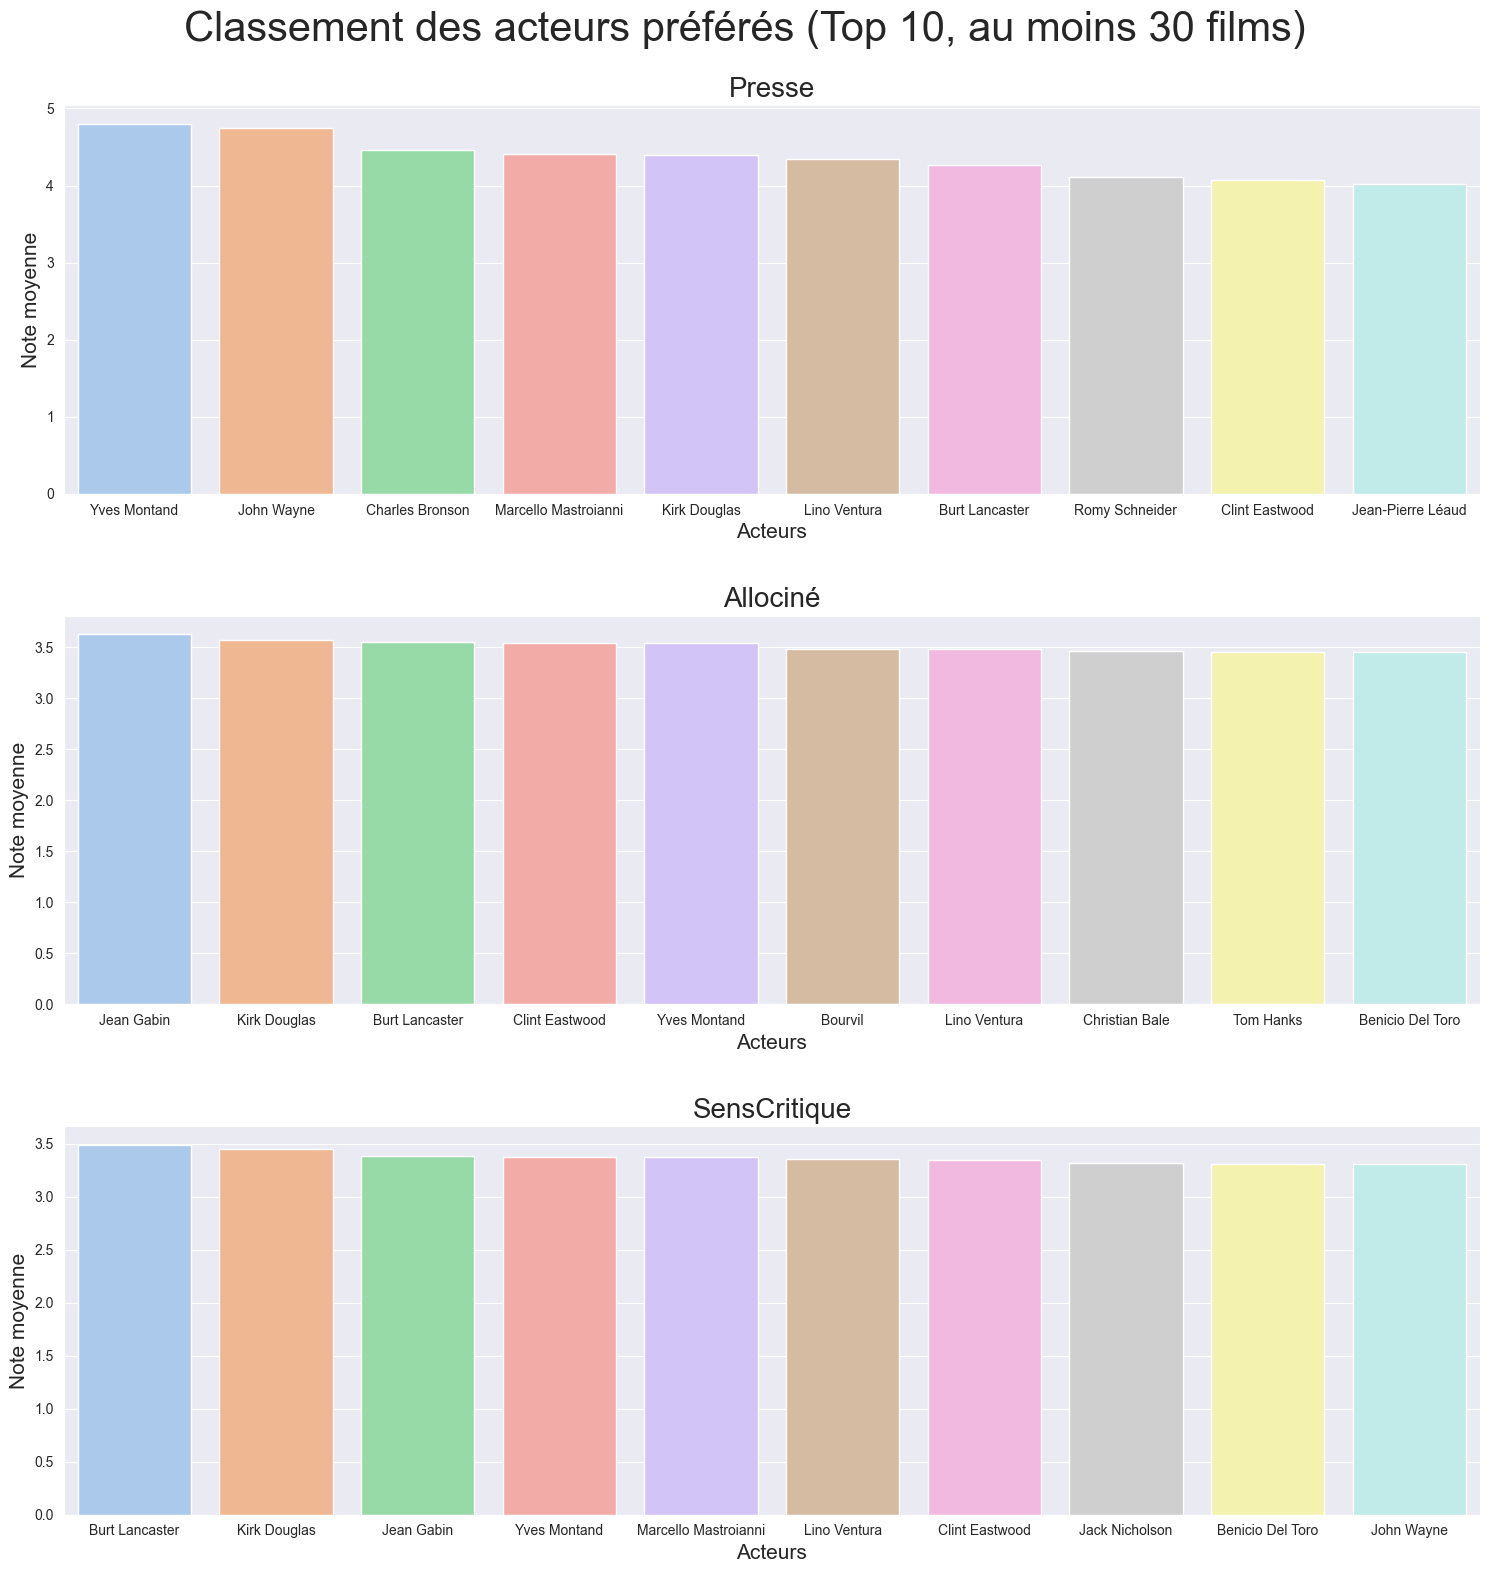 Classement des acteurs préférés (Top 10, au moins 30 films)
Presse
Note moyenne
5
4
3
2
1
0
Yves Montand John Wayne Charles Bronson Marcello Mastroianni Kirk Douglas Lino Ventura Burt Lancaster Romy Schneider Clint Eastwood Jean-Pierre Léaud
Acteurs
Allociné
Note moyenne
3.5
3.0
2.5
2.0
1.5
1.0
0.5
0.0
Jean Gabin Kirk Douglas Burt Lancaster Clint Eastwood Yves Montand Bourvil Lino Ventura Christian Bale Tom Hanks Benicio Del Toro
Acteurs
SensCritique
Note moyenne
3.5
3.0
2.5
2.0
1.5
1.0
0.5
0.0
Burt Lancaster Kirk Douglas Jean Gabin Yves Montand Marcello Mastroianni Lino Ventura Clint Eastwood Jack Nicholson Benicio Del Toro John Wayne
Acteurs